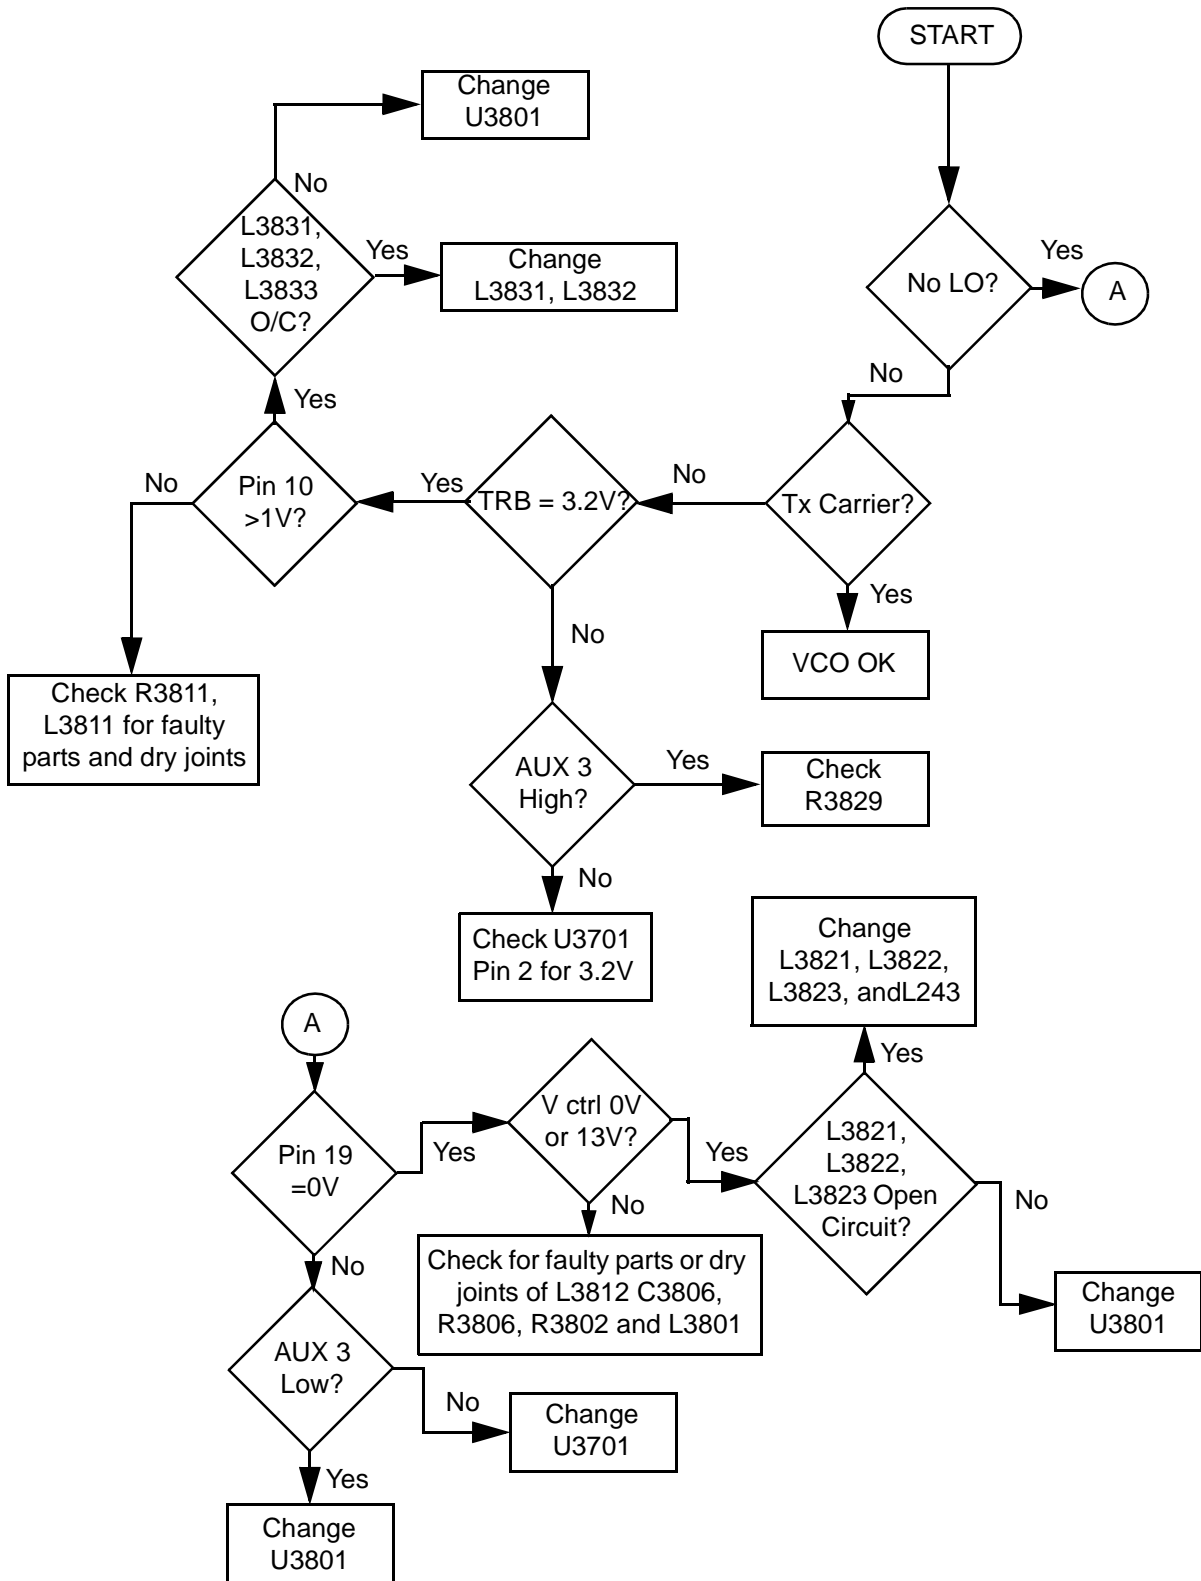 START
Change
U3801
No
L3831,
L3832,
L3833
O/C?
Yes
Change
L3831, L3832
No LO?
Yes
A
No
Yes
Pin 10
>1V?
No
Yes
TRB = 3.2V?
No
Tx Carrier?
Yes
VCO OK
No
Check R3811,
L3811 for faulty
parts and dry joints
AUX 3
High?
Yes
Check
R3829
No
Check U3701
Pin 2 for 3.2V
Change
L3821, L3822,
L3823, andL243
A
Yes
Pin 19
=0V
Yes
V ctrl 0V
or 13V?
Yes
L3821,
L3822,
L3823 Open
Circuit?
No
No
Check for faulty parts or dry
joints of L3812 C3806,
R3806, R3802 and L3801
Change
U3801
No
AUX 3
Low?
No
Change
U3701
Yes
Change
U3801